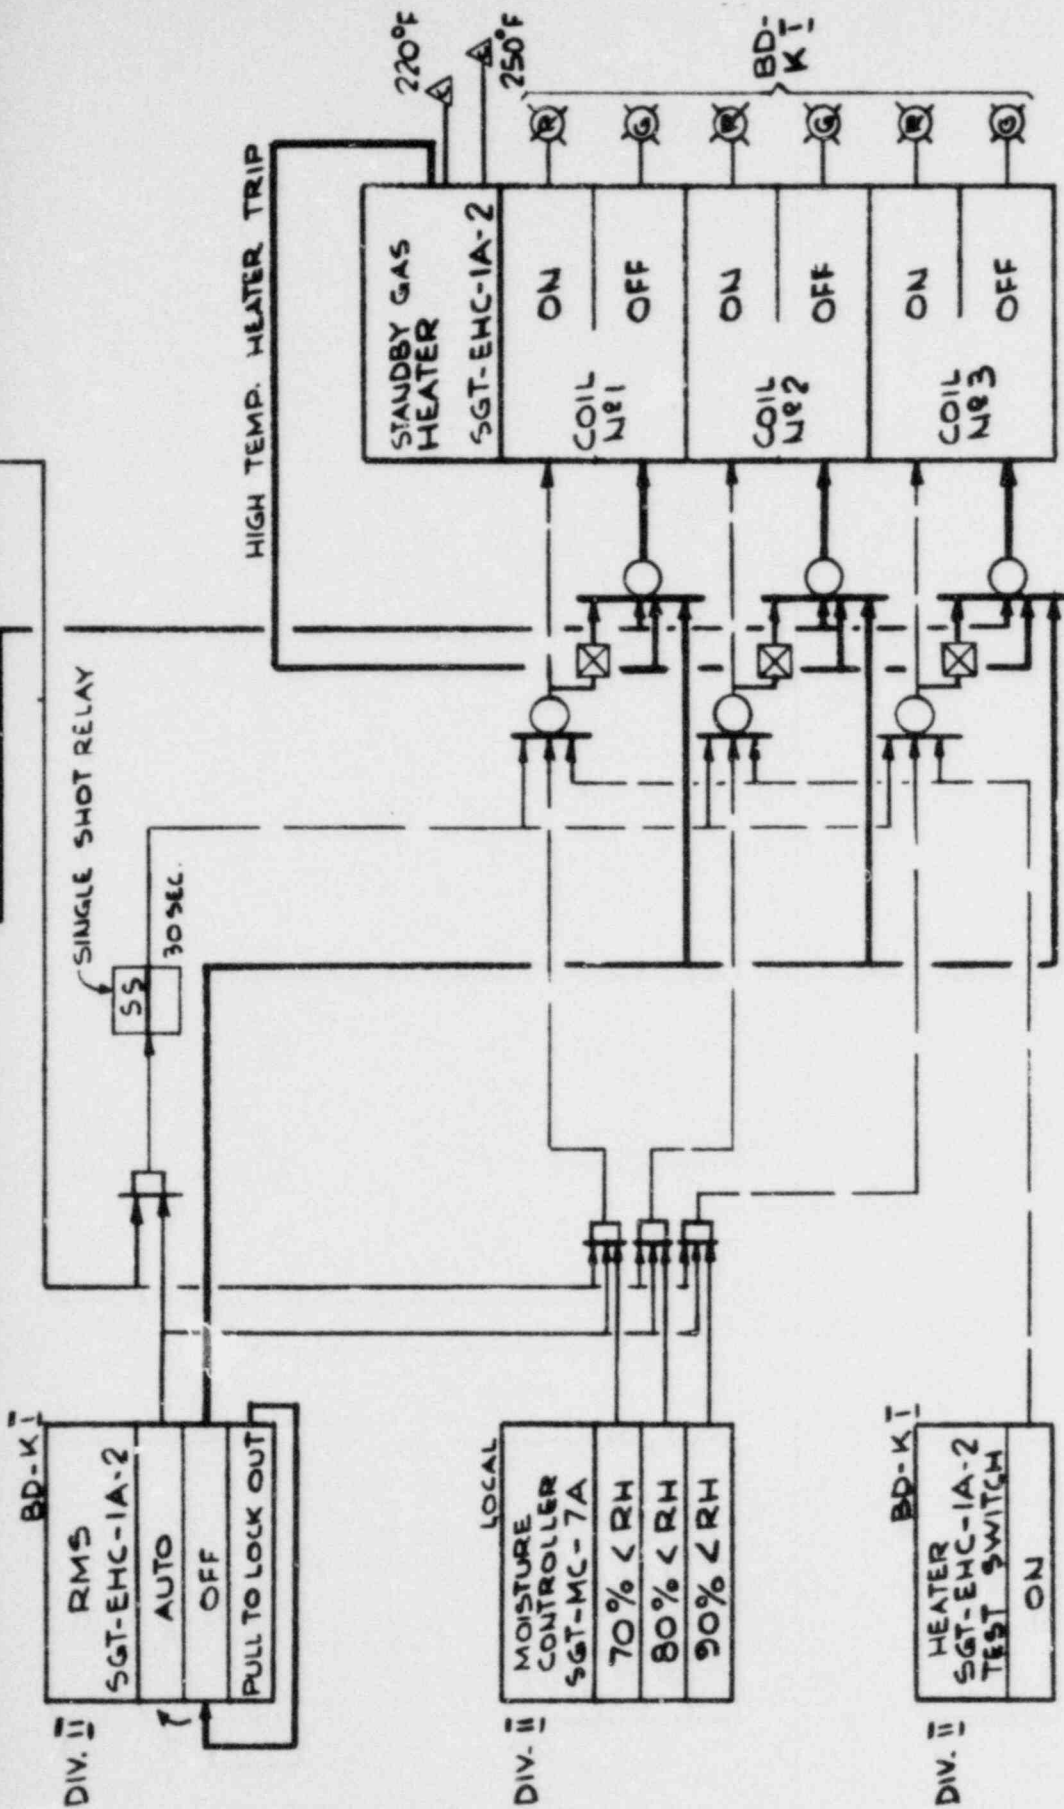 BD-K I
DIV. II
RMS
SGT-EHC-1A-2
AUTO
OFF
PULL TO LOCK OUT
SINGLE SHOT RELAY
SS
30 SEC.
LOCAL
DIV. II
MOISTURE
CONTROLLER
SGT-MC-7A
70% < RH
80% < RH
90% < RH
BD-K I
DIV. II
HEATER
SGT-EHC-1A-2
TEST SWITCH
ON
HIGH TEMP. HEATER TRIP
220°F
250°F
STANDBY GAS
HEATER
SGT-EHC-1A-2
COIL
Nº1
ON
OFF
COIL
Nº2
ON
OFF
COIL
Nº3
ON
OFF
R
G
R
G
R
G
BD-
K I